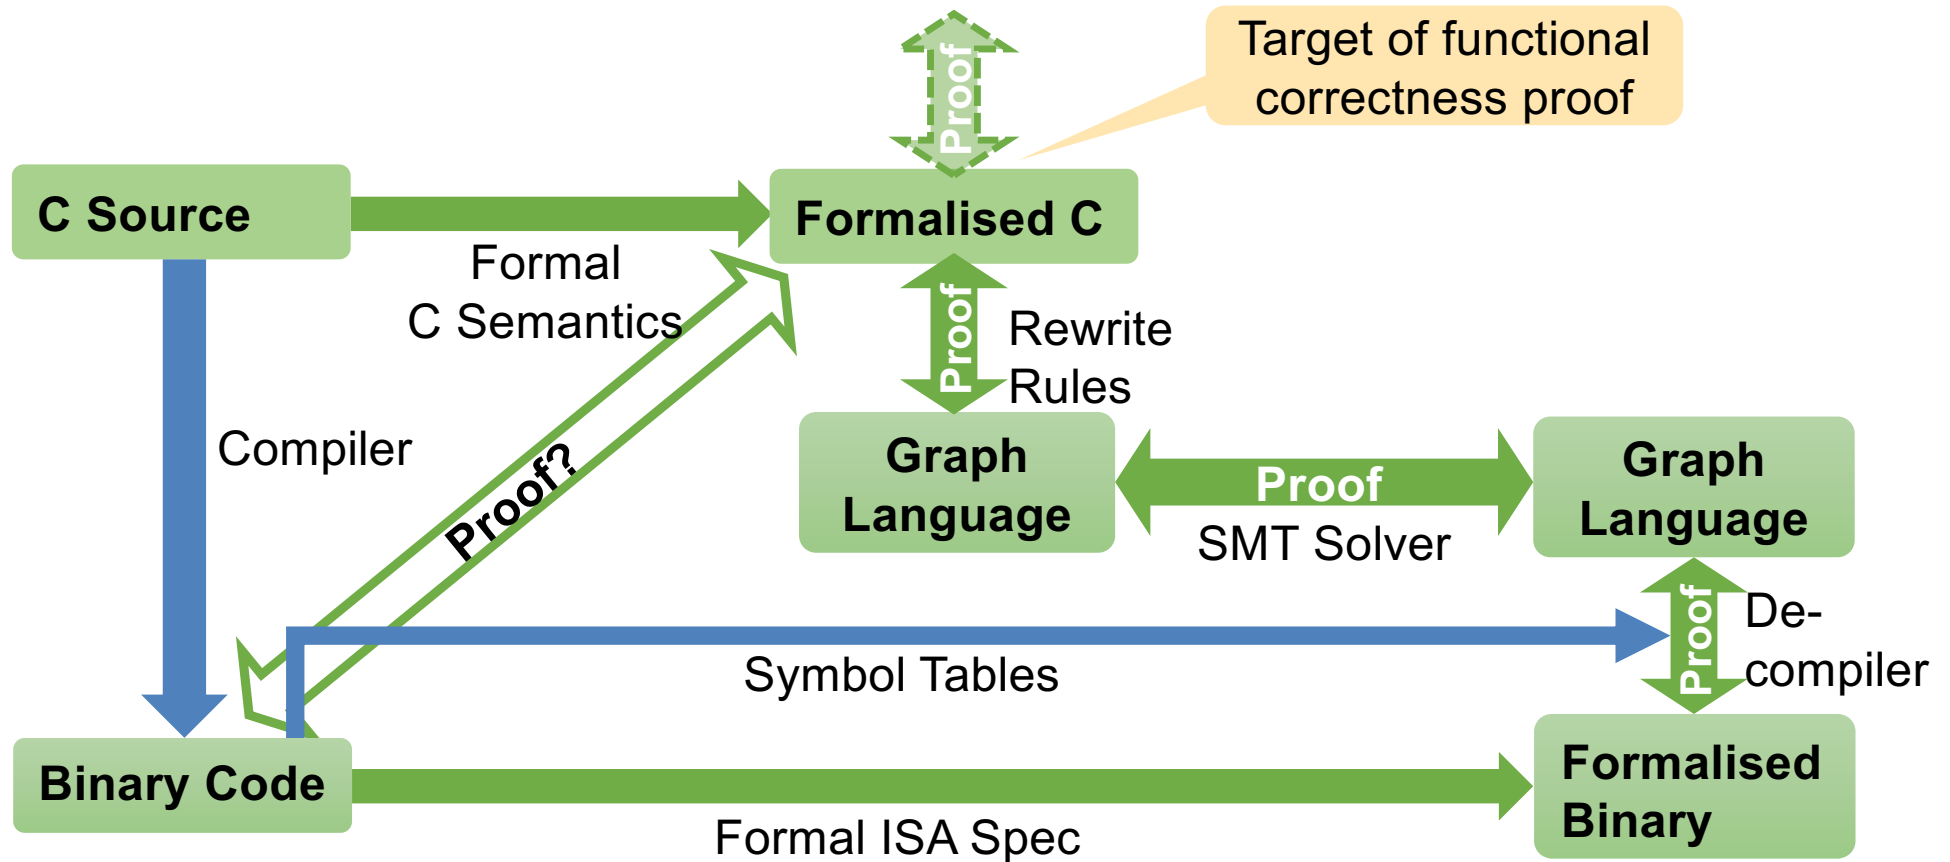 Proof
Target of functional
correctness proof
C Source
Formalised C
Formal
C Semantics
Proof
Rewrite
Rules
Compiler
Proof?
Graph
Language
Proof
SMT Solver
Graph
Language
Proof
De-
compiler
Symbol Tables
Binary Code
Formal ISA Spec
Formalised
Binary